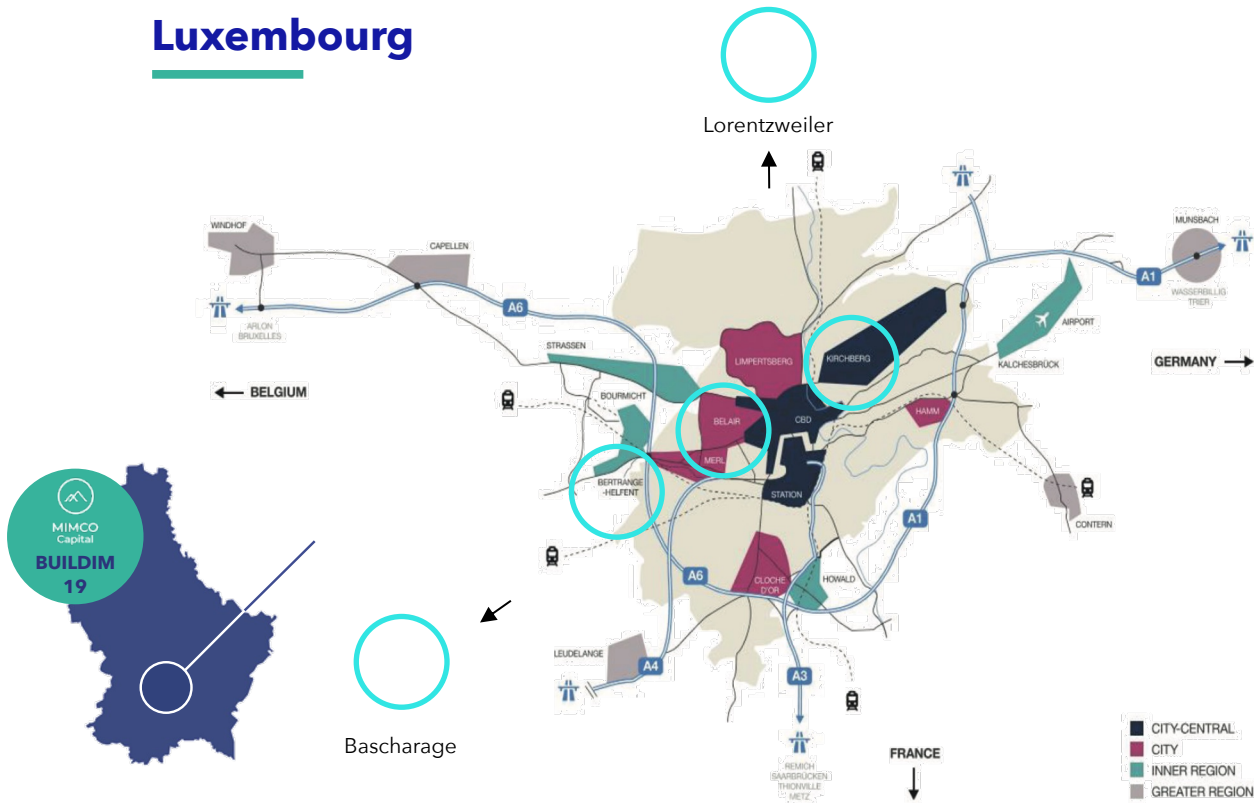 Luxembourg
Lorentzweiler
WINDHOF
CAPELLEN
MUNSBACH
A1
WASSERBILLIG
TRIER
A6
ARLON
BRUXELLES
AIRPORT
STRASSEN
LIMPERTSBERG
KIRCHBERG
KALCHESBRÜCK
GERMANY
BELGIUM
BOURMICHT
BELAIR
CBD
HAMM
MERL
BERTRANGE
-HELFENT
STATION
MIMCO
Capital
BUILDIM
19
A1
CONTERN
A6
CLOCHE
D'OR
HOWALD
LEUDELANGE
A4
A3
Bascharage
FRANCE
REMICH
SAARBRÜCKEN
THIONVILLE
METZ
CITY-CENTRAL
CITY
INNER REGION
GREATER REGION